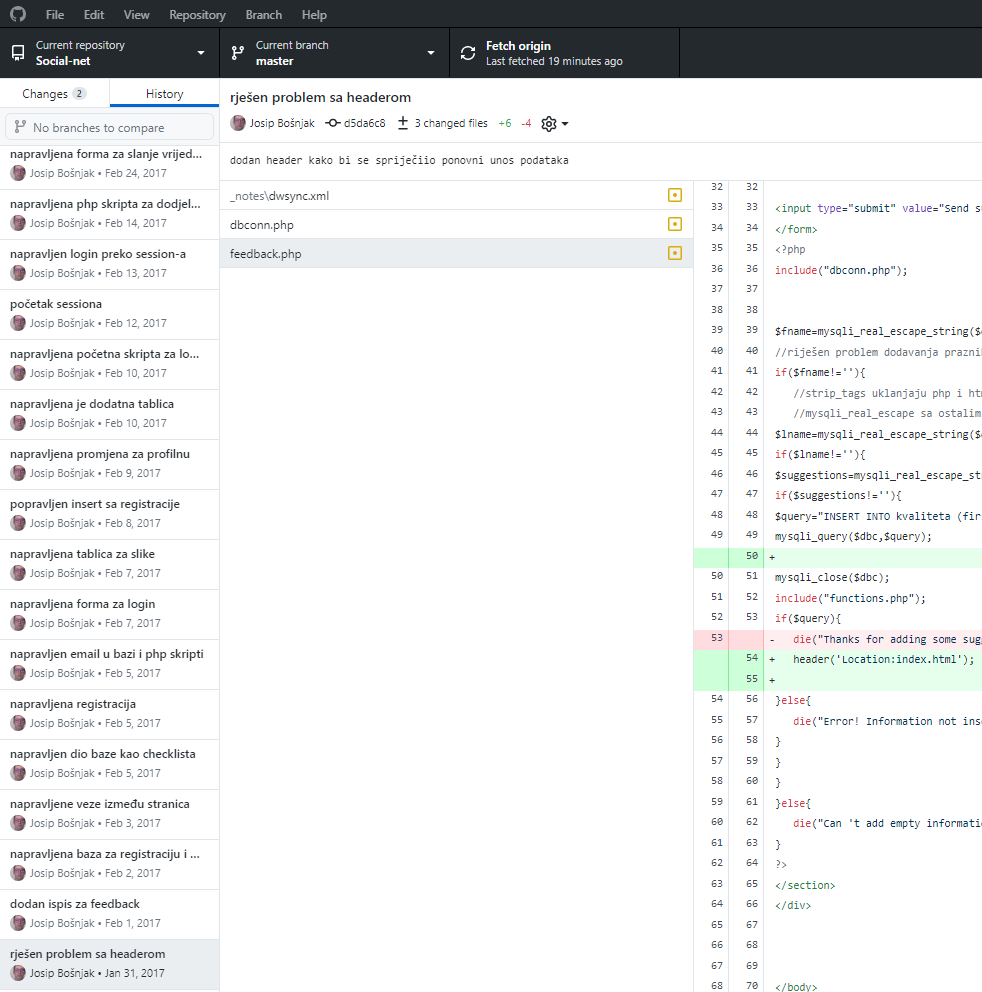 File Edit View Repository Branch Help
Current repository
Social-net
Current branch
master
Fetch origin
Last fetched 19 minutes ago
Changes 2
History
No branches to compare
napravljena forma za slanje vrijed...
Josip Bošnjak • Feb 24, 2017
napravljena php skripta za dodjel...
Josip Bošnjak • Feb 14, 2017
napravljen login preko session-a
Josip Bošnjak • Feb 13, 2017
početak sessiona
Josip Bošnjak • Feb 12, 2017
napravljena početna skripta za lo...
Josip Bošnjak • Feb 10, 2017
napravljena je dodatna tablica
Josip Bošnjak • Feb 10, 2017
napravljena promjena za profilnu
Josip Bošnjak • Feb 9, 2017
popravljen insert sa registracije
Josip Bošnjak • Feb 8, 2017
napravljena tablica za slike
Josip Bošnjak • Feb 7, 2017
napravljena forma za login
Josip Bošnjak • Feb 7, 2017
napravljen email u bazi i php skripti
Josip Bošnjak • Feb 5, 2017
napravljena registracija
Josip Bošnjak • Feb 5, 2017
napravljen dio baze kao checklista
Josip Bošnjak • Feb 5, 2017
napravljene veze između stranica
Josip Bošnjak • Feb 3, 2017
napravljena baza za registraciju i ...
Josip Bošnjak • Feb 2, 2017
dodan ispis za feedback
Josip Bošnjak • Feb 1, 2017
rješen problem sa headerom
Josip Bošnjak • Jan 31, 2017
rješen problem sa headerom
Josip Bošnjak d5da6c8 3 changed files +6 -4
dodan header kako bi se spriječiio ponovni unos podataka
_notes\dwsync.xml
dbconn.php
feedback.php
32 32
33 33 <input type="submit" value="Send su
34 34 </form>
35 35 <?php
36 36 include("dbconn.php");
37 37
38 38
39 39 $fname=mysqli_real_escape_string($
40 40 //riješen problem dodavanja prazni
41 41 if($fname!=''){
42 42 //strip_tags uklanjaju php i ht
43 43 //mysqli_real_escape sa ostalim
44 44 $lname=mysqli_real_escape_string($
45 45 if($lname!=''){
46 46 $suggestions=mysqli_real_escape_st
47 47 if($suggestions!=''){
48 48 $query="INSERT INTO kvaliteta (fir
49 49 mysqli_query($dbc,$query);
50 +
50 51 mysqli_close($dbc);
51 52 include("functions.php");
52 53 if($query){
53 - die("Thanks for adding some sug
54 + header('Location:index.html');
55 +
54 56 }else{
55 57 die("Error! Information not ins
56 58 }
57 59 }
58 60 }
59 61 }else{
60 62 die("Can 't add empty informati
61 63 }
62 64 ?>
63 65 </section>
64 66 </div>
65 67
66 68
67 69
68 70 </body>